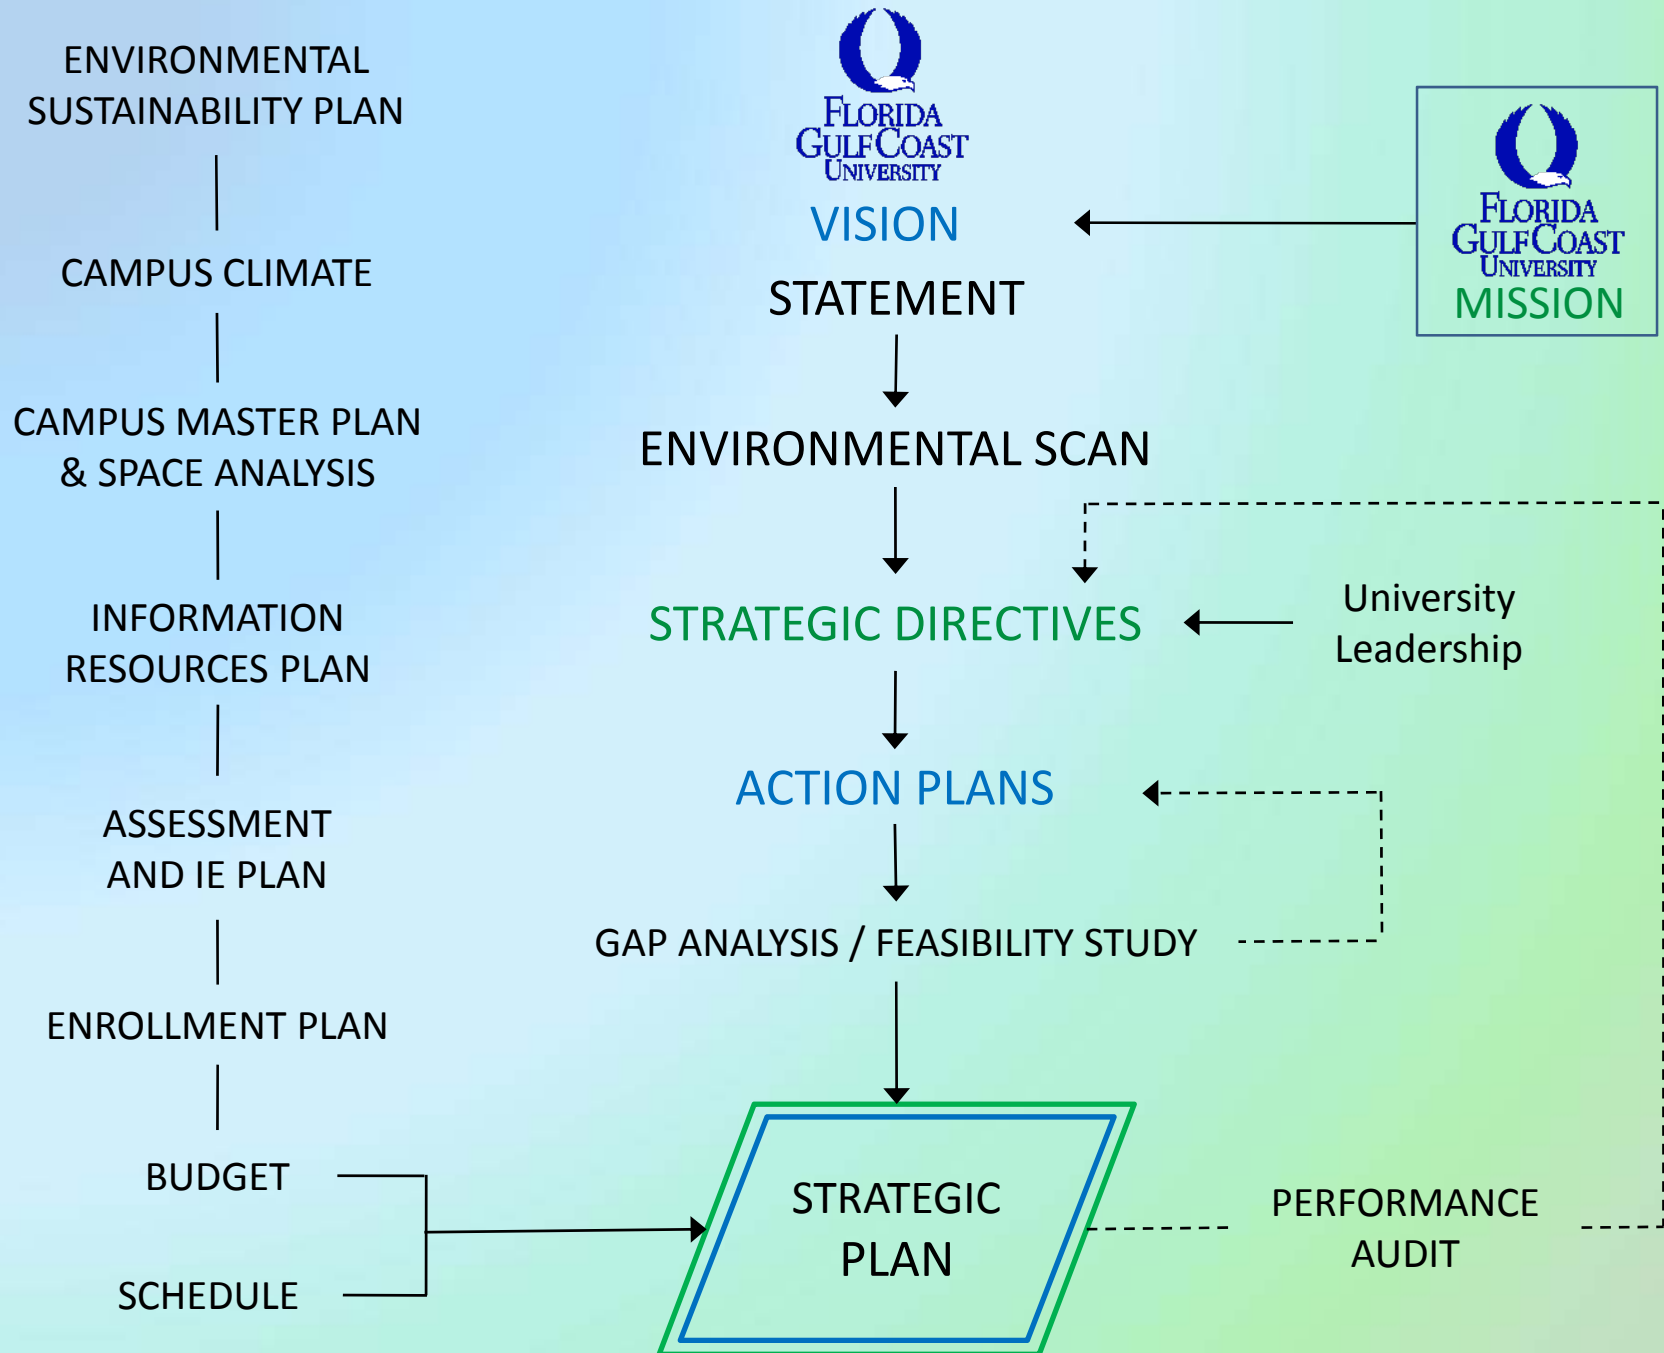 ENVIRONMENTAL
SUSTAINABILITY PLAN
CAMPUS CLIMATE
CAMPUS MASTER PLAN
& SPACE ANALYSIS
INFORMATION
RESOURCES PLAN
ASSESSMENT
AND IE PLAN
ENROLLMENT PLAN
BUDGET
SCHEDULE
FLORIDA
GULF COAST
UNIVERSITY
VISION
STATEMENT
ENVIRONMENTAL SCAN
STRATEGIC DIRECTIVES
ACTION PLANS
GAP ANALYSIS / FEASIBILITY STUDY
STRATEGIC
PLAN
FLORIDA
GULF COAST
UNIVERSITY
MISSION
University
Leadership
PERFORMANCE
AUDIT